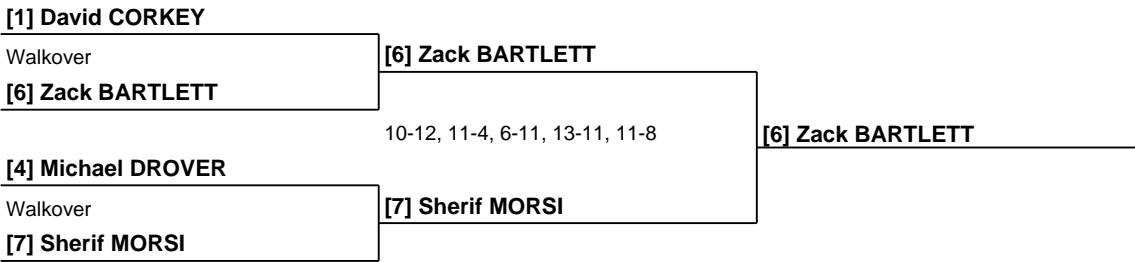 [1] David CORKEY
Walkover
[6] Zack BARTLETT
[6] Zack BARTLETT
10-12, 11-4, 6-11, 13-11, 11-8
[6] Zack BARTLETT
[4] Michael DROVER
Walkover
[7] Sherif MORSI
[7] Sherif MORSI